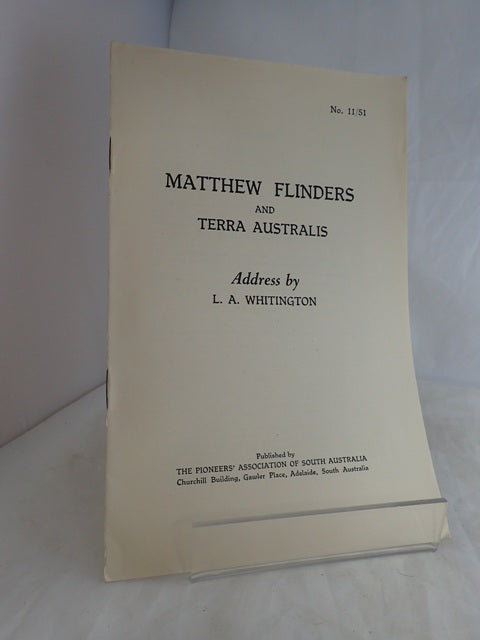 No. 11/51
MATTHEW FLINDERS
AND
TERRA AUSTRALIS
Address by
L. A. WHITINGTON
Published by
THE PIONEERS' ASSOCIATION OF SOUTH AUSTRALIA
Churchill Building, Gawler Place, Adelaide, South Australia